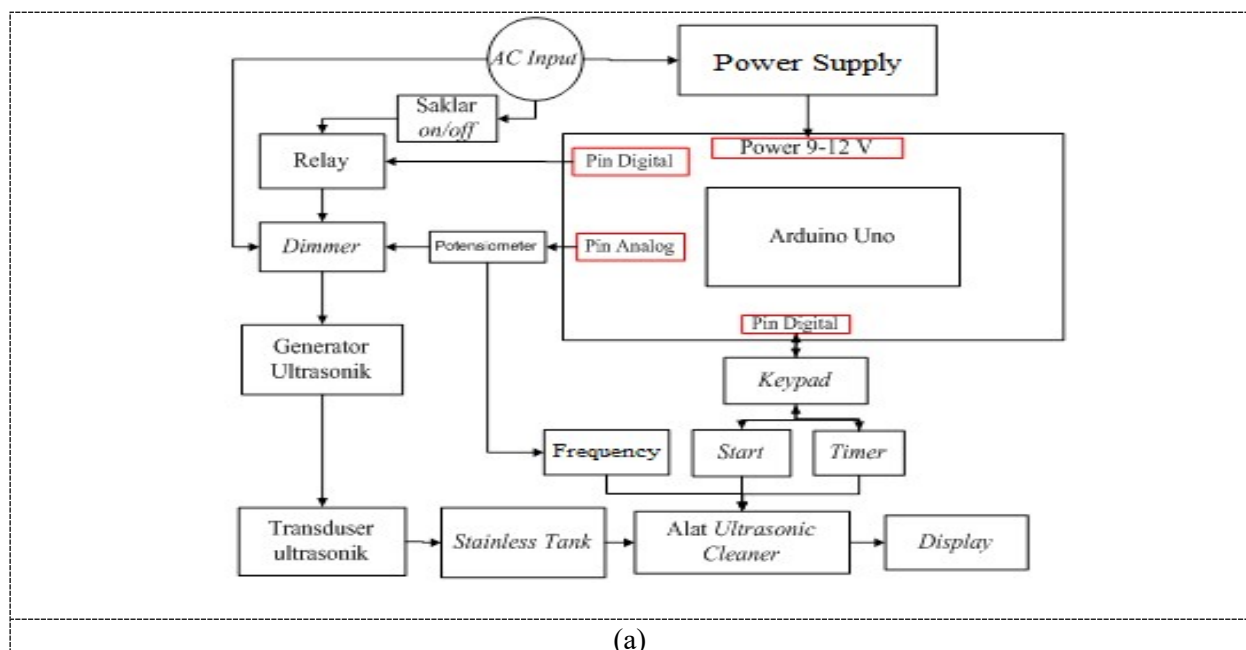 AC Input
Power Supply
Saklar
on/off
Power 9-12 V
Relay
Pin Digital
Arduino Uno
Dimmer
Potensiometer
Pin Analog
Pin Digital
Generator
Ultrasonik
Keypad
Frequency
Start
Timer
Transduser
ultrasonik
Stainless Tank
Alat Ultrasonic
Cleaner
Display
(a)